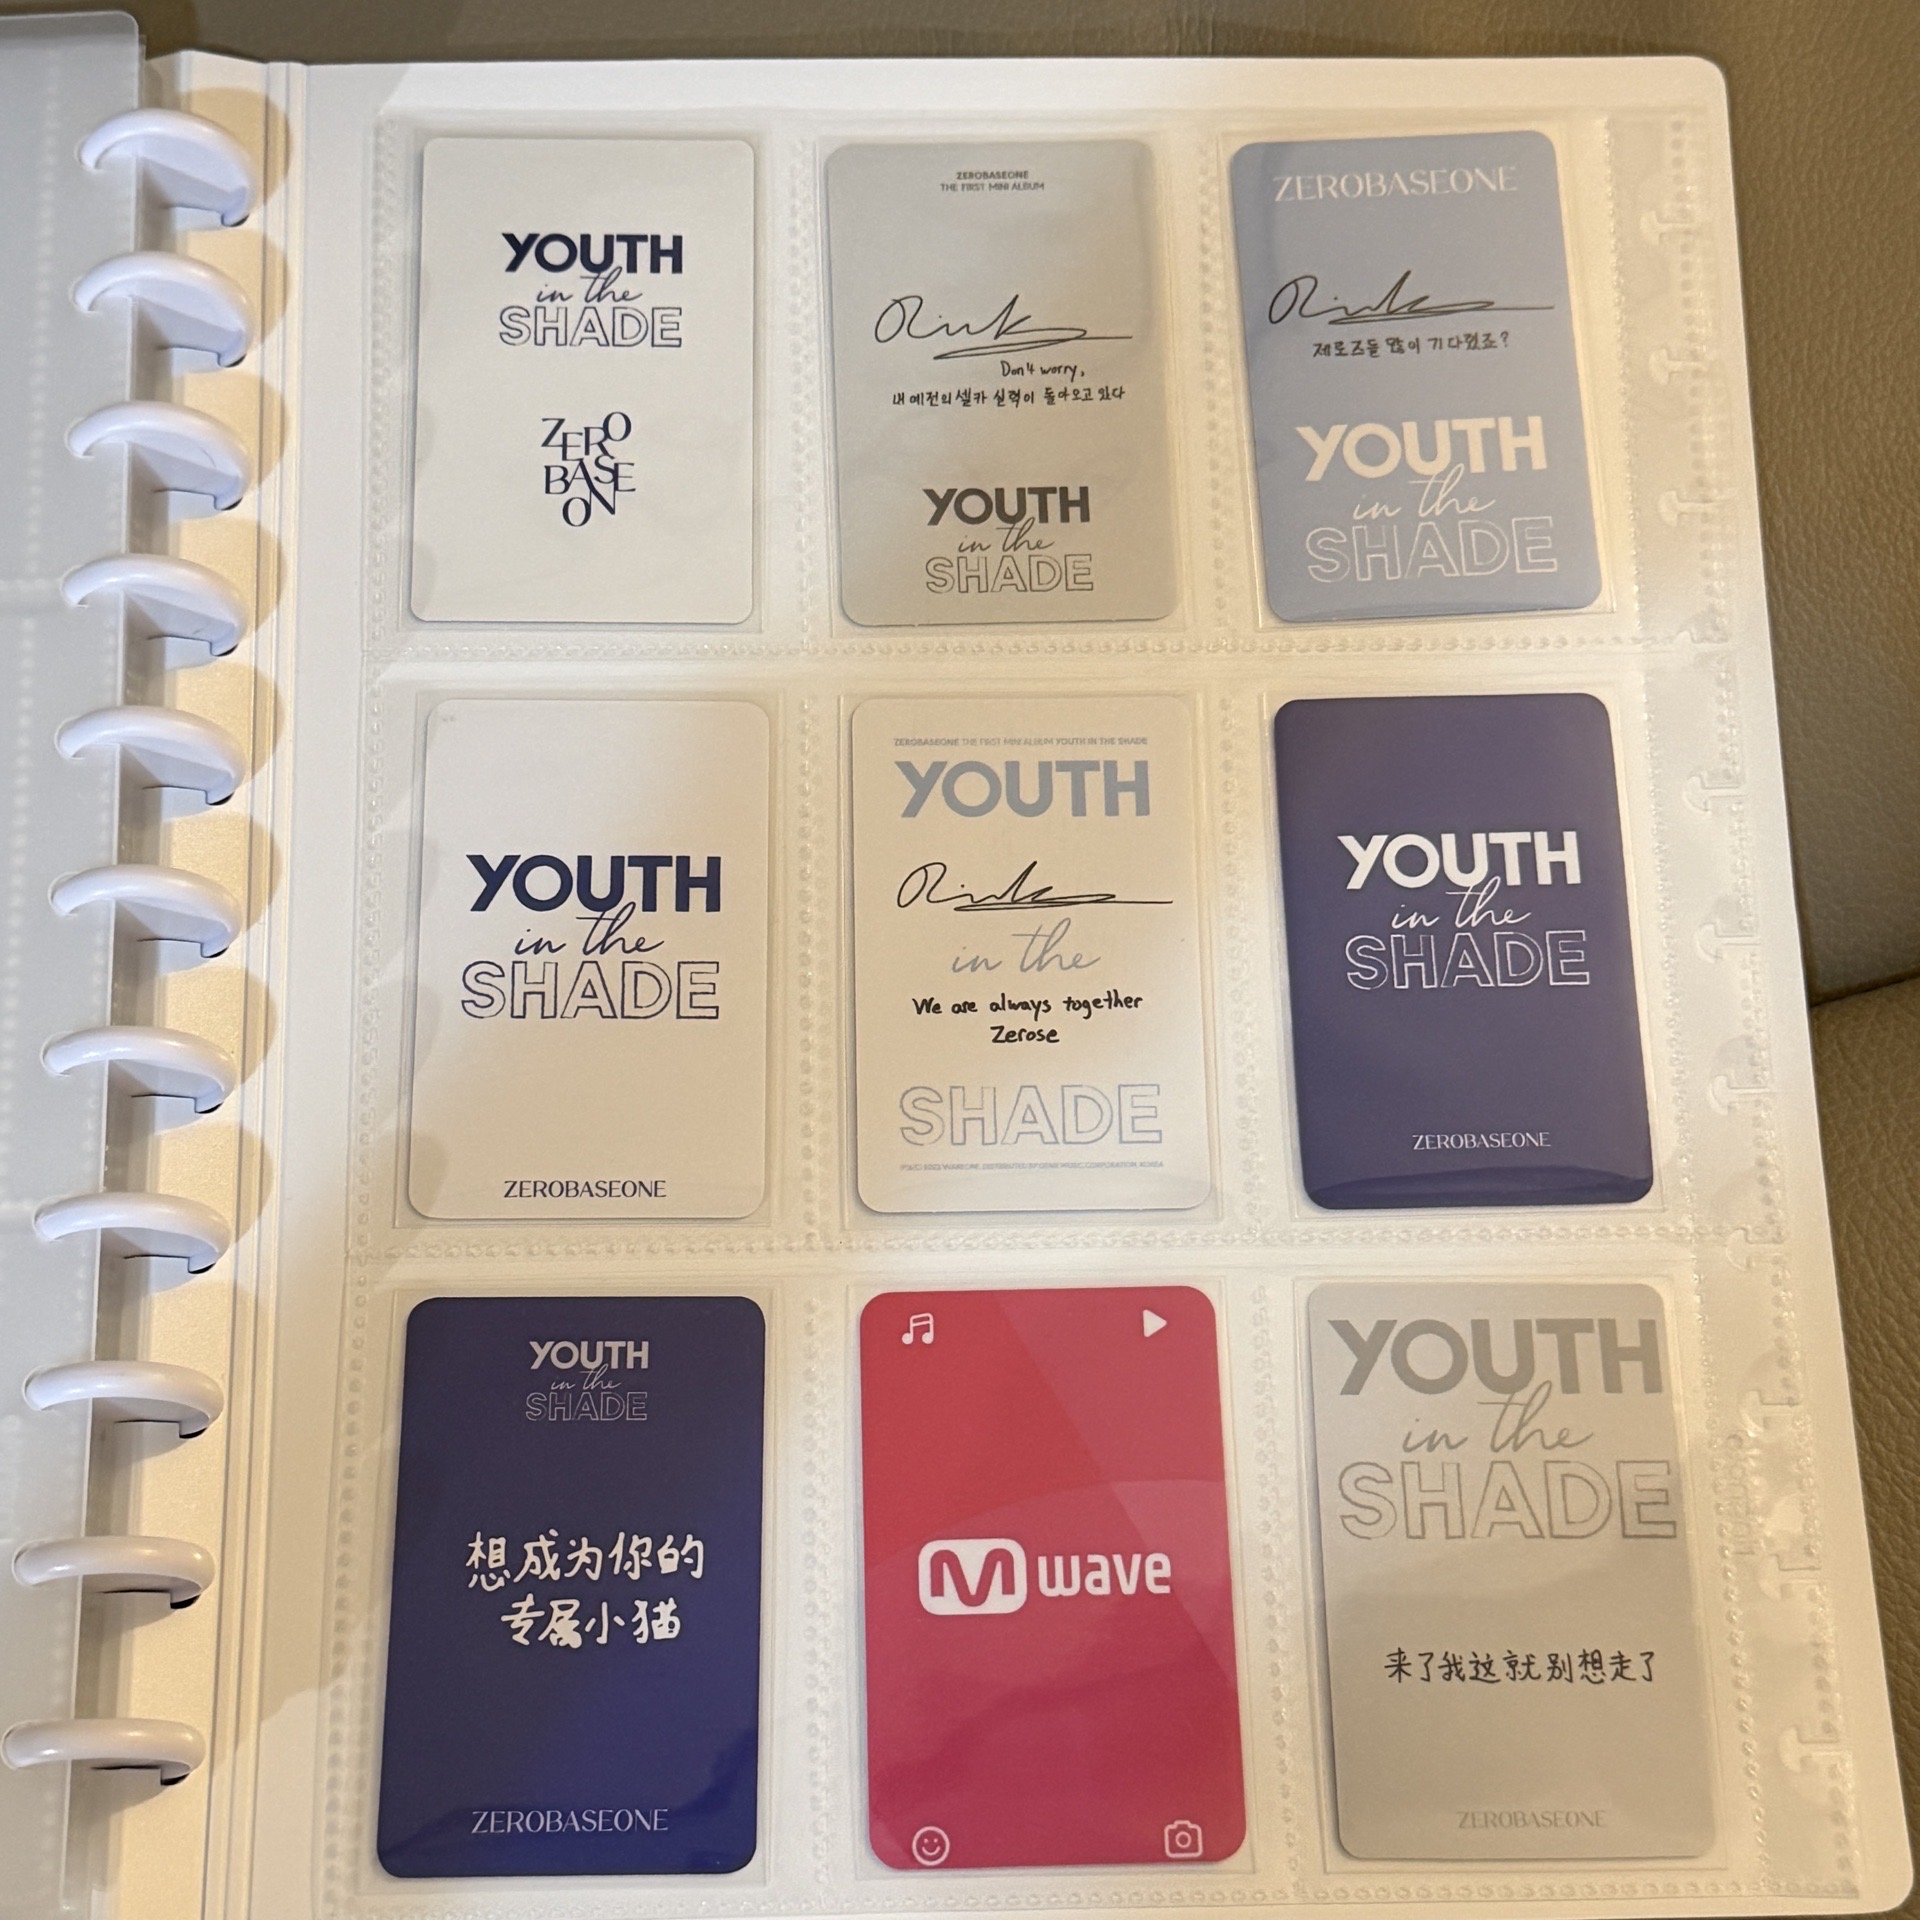 YOUTH
in the
SHADE
ZERO
BASE
ON
ZEROBASEONE
THE FIRST MINI ALBUM
Ricky
Don't worry,
내 예전의 셀카 실력이 돌아오고 있다
YOUTH
in the
SHADE
ZEROBASEONE
Ricky
제로즈들 많이 기다렸죠?
YOUTH
in the
SHADE
YOUTH
in the
SHADE
ZEROBASEONE
ZEROBASEONE THE FIRST MINI ALBUM YOUTH IN THE SHADE
YOUTH
Ricky
in the
We are always together
Zerose
SHADE
YOUTH
in the
SHADE
ZEROBASEONE
YOUTH
in the
SHADE
想成为你的
专属小猫
ZEROBASEONE
M wave
YOUTH
in the
SHADE
来了我这就别想走了
ZEROBASEONE